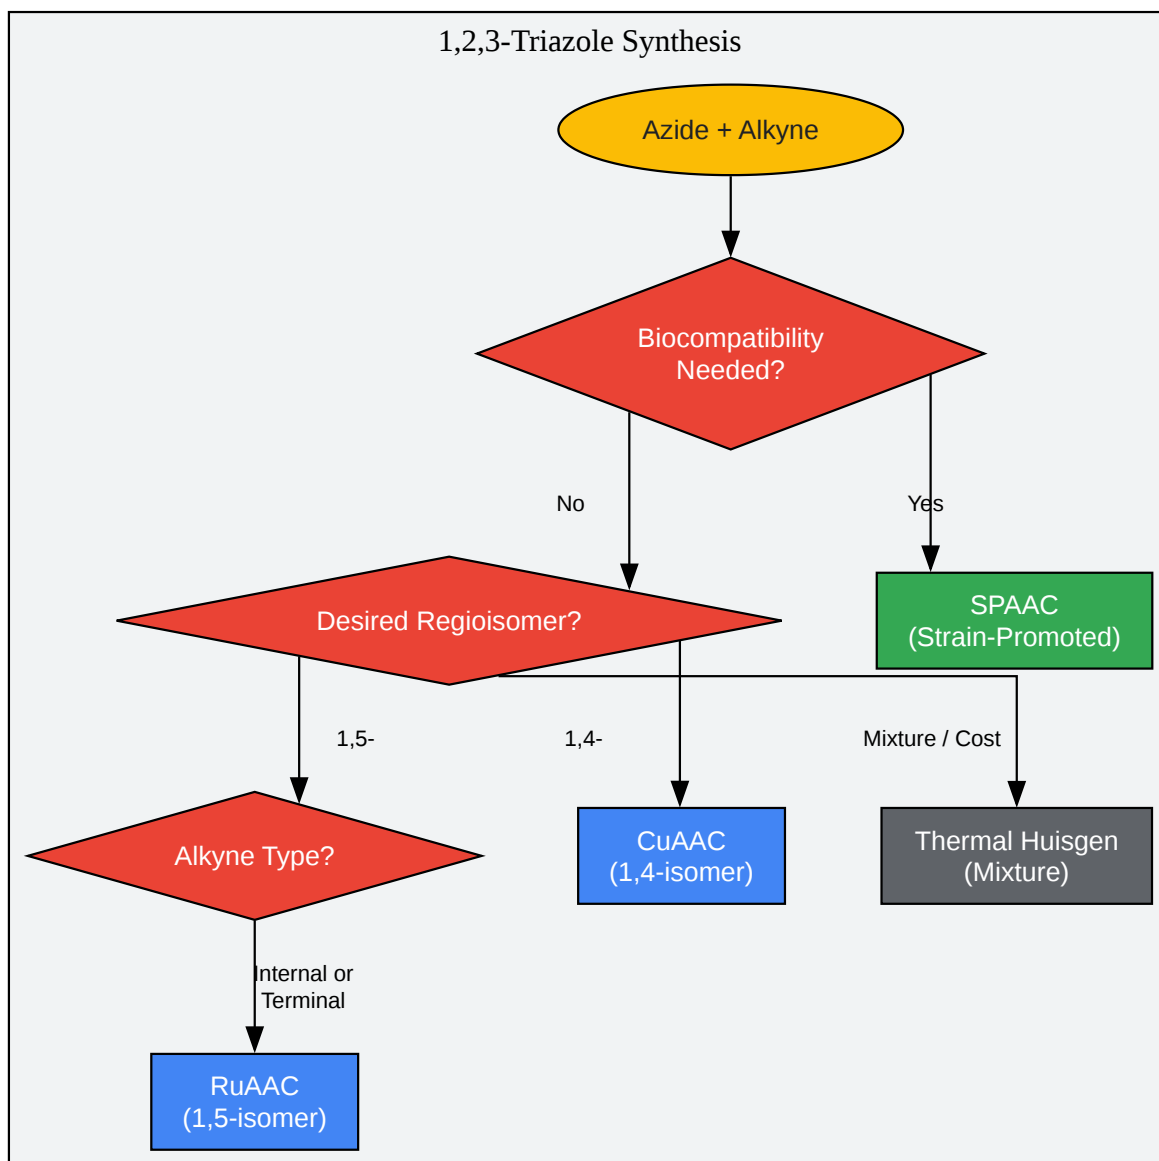 1,2,3-Triazole Synthesis
Azide + Alkyne
Biocompatibility
Needed?
No
Yes
Desired Regioisomer?
SPAAC
(Strain-Promoted)
1,5-
1,4-
Mixture / Cost
Alkyne Type?
CuAAC
(1,4-isomer)
Thermal Huisgen
(Mixture)
Internal or
Terminal
RuAAC
(1,5-isomer)